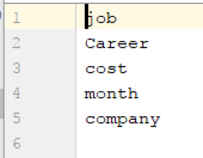 1 job
2 Career
3 cost
4 month
5 company
6